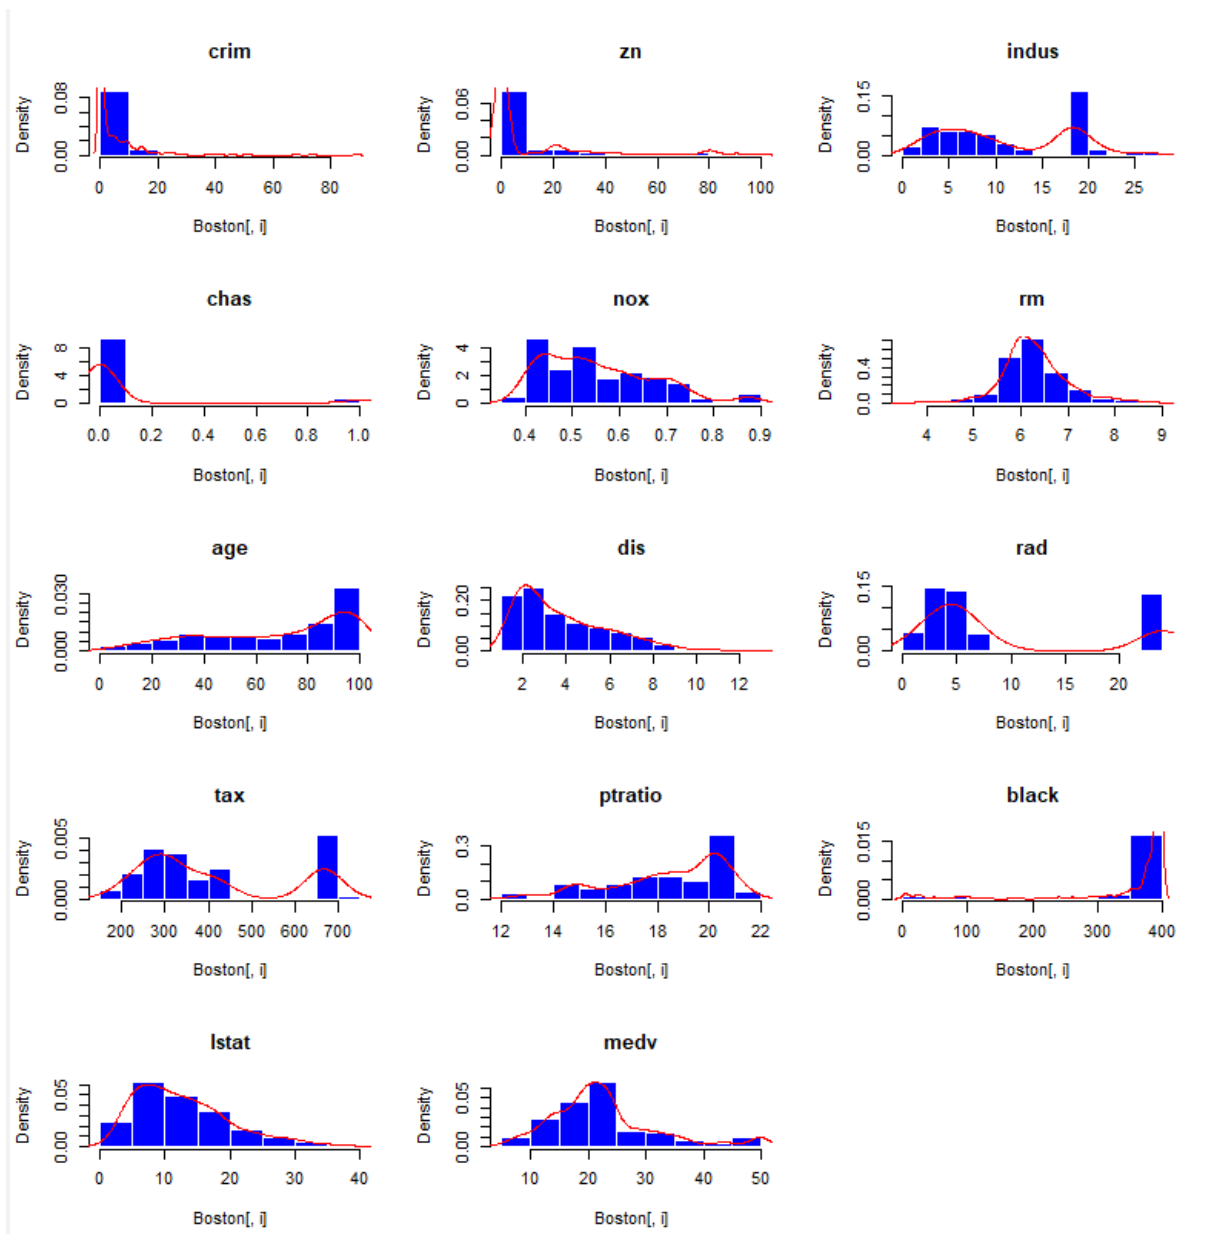 crim
Density
0.00
0.08
0 20 40 60 80
Boston[, i]
zn
Density
0.00
0.06
0 20 40 60 80 100
Boston[, i]
indus
Density
0.00
0.15
0 5 10 15 20 25
Boston[, i]
chas
Density
0 4 8
0.0 0.2 0.4 0.6 0.8 1.0
Boston[, i]
nox
Density
0 2 4
0.4 0.5 0.6 0.7 0.8 0.9
Boston[, i]
rm
Density
0.0 0.4
4 5 6 7 8 9
Boston[, i]
age
Density
0.000 0.030
0 20 40 60 80 100
Boston[, i]
dis
Density
0.00 0.20
2 4 6 8 10 12
Boston[, i]
rad
Density
0.00 0.15
0 5 10 15 20
Boston[, i]
tax
Density
0.000 0.005
200 300 400 500 600 700
Boston[, i]
ptratio
Density
0.0 0.3
12 14 16 18 20 22
Boston[, i]
black
Density
0.000 0.015
0 100 200 300 400
Boston[, i]
lstat
Density
0.00 0.05
0 10 20 30 40
Boston[, i]
medv
Density
0.00 0.05
10 20 30 40 50
Boston[, i]